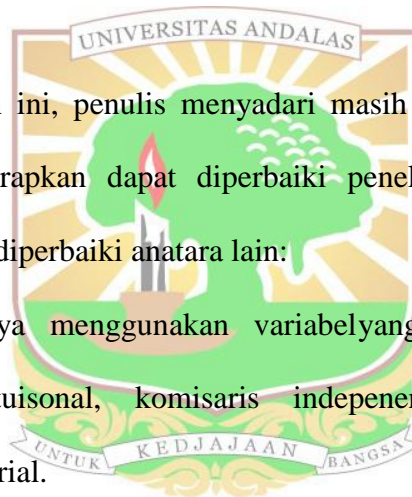 UNIVERSITAS ANDALAS
ini, penulis menyadari masih
rapkan dapat diperbaiki penel
diperbaiki anatara lain:
ya menggunakan variabelyang
tuisonal, komisaris indepener
rial.
UNTUK KEDJAJAAN BANGSA